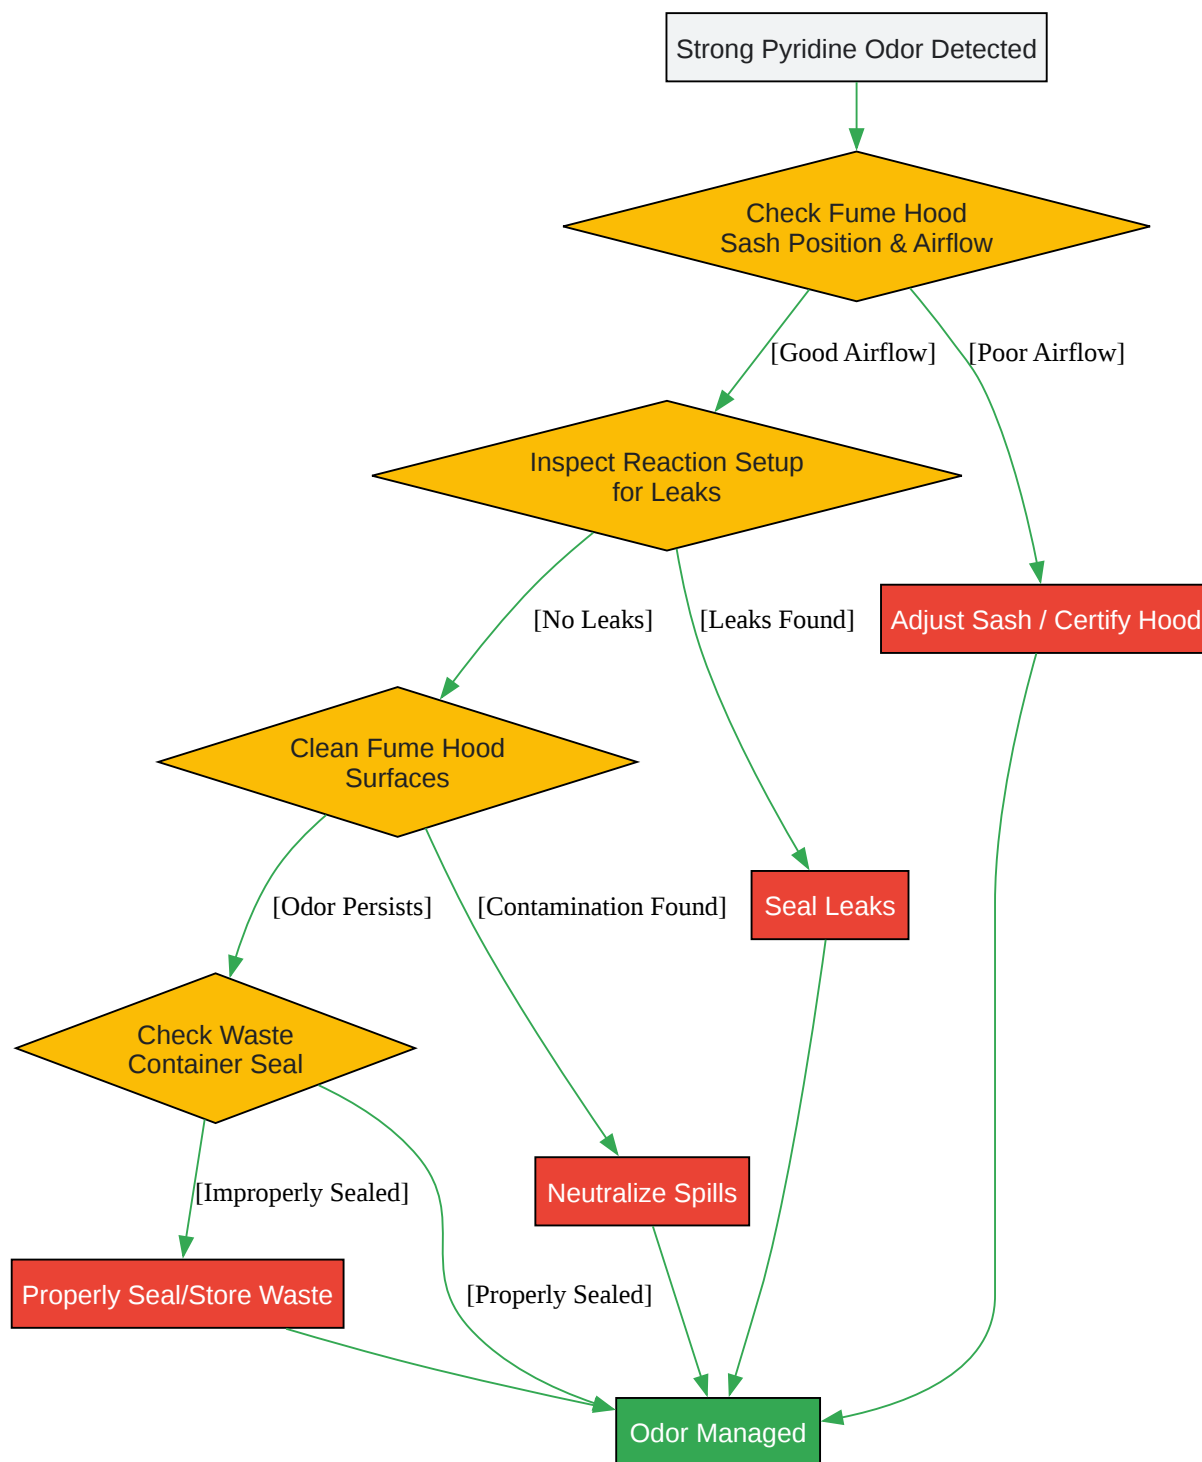 Strong Pyridine Odor Detected
Check Fume Hood
Sash Position & Airflow
[Good Airflow]
[Poor Airflow]
Inspect Reaction Setup
for Leaks
[No Leaks]
[Leaks Found]
Adjust Sash / Certify Hood
Clean Fume Hood
Surfaces
[Odor Persists]
[Contamination Found]
Seal Leaks
Check Waste
Container Seal
[Improperly Sealed]
Neutralize Spills
Properly Seal/Store Waste
[Properly Sealed]
Odor Managed